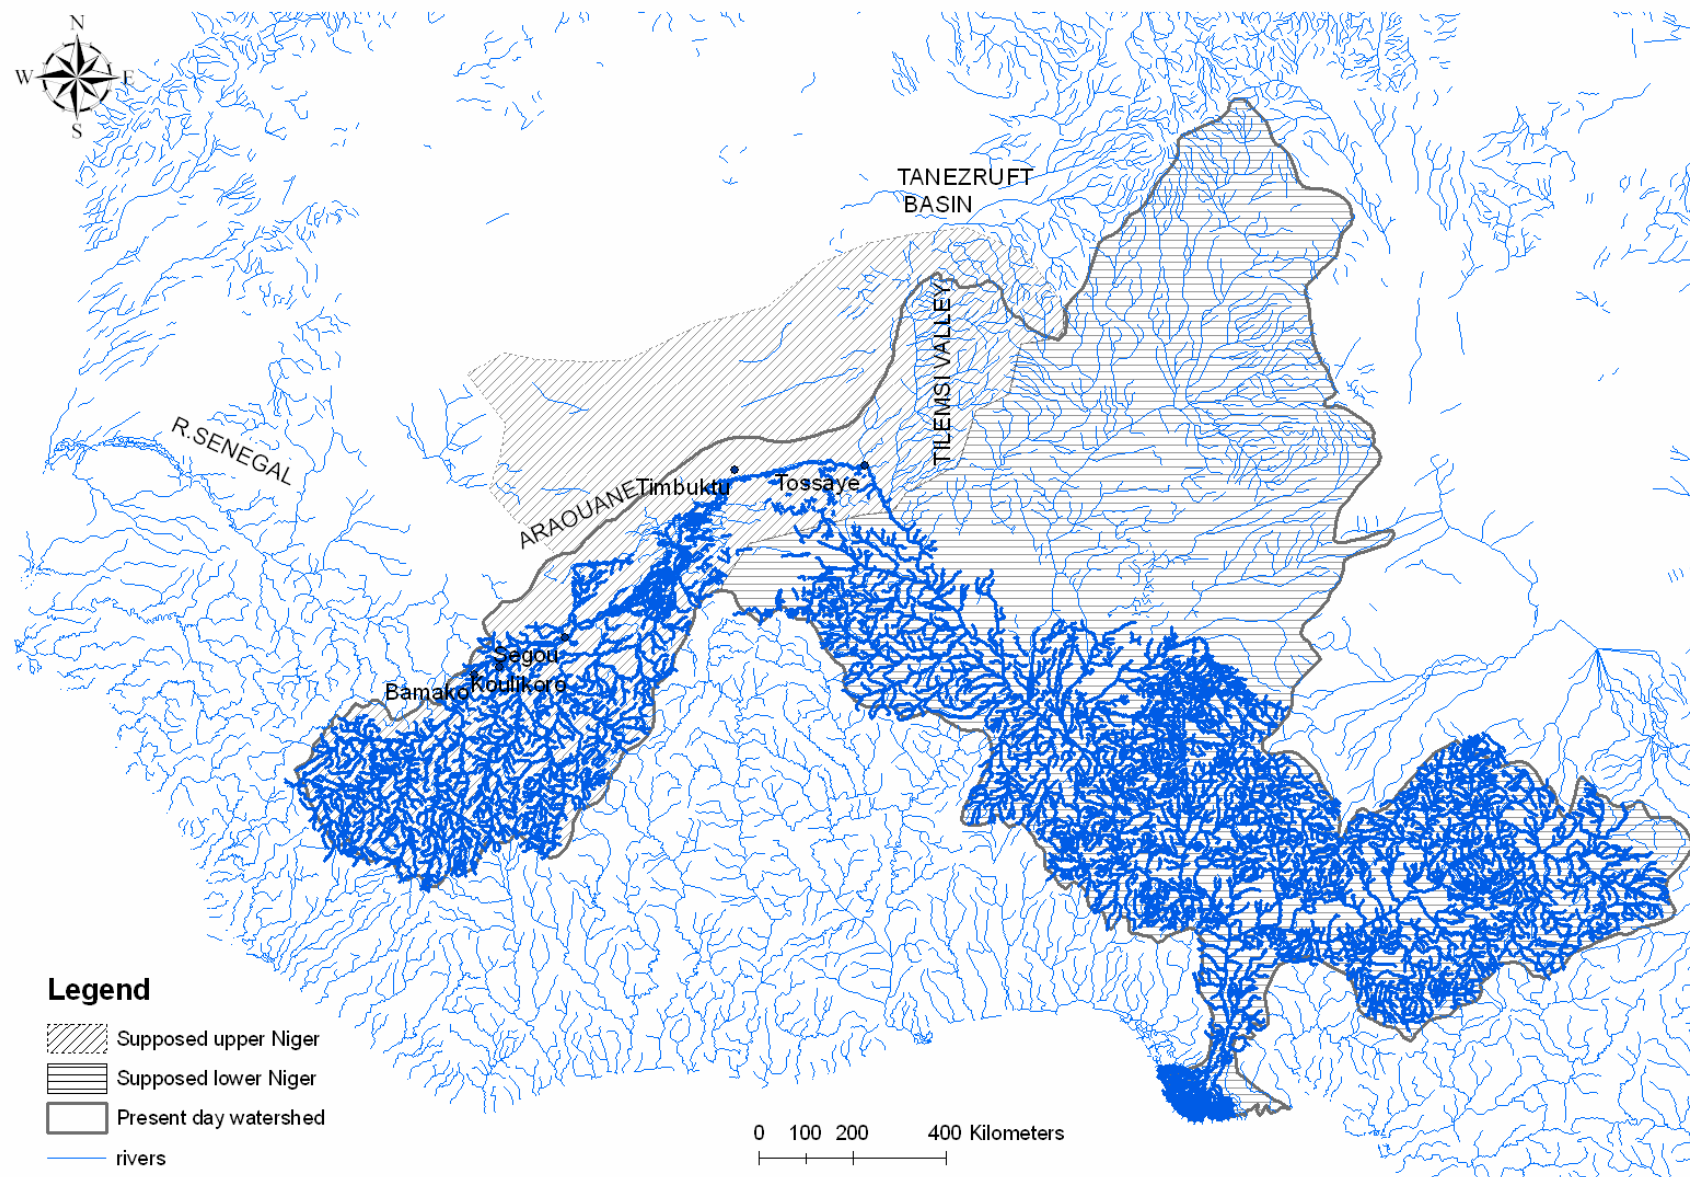 N
W E
S
TANEZRUFT
BASIN
TILEMSI VALLEY
R.SENEGAL
ARAOUANE
Timbuktu
Tossaye
Segou
Koulikoro
Bamako
Legend
Supposed upper Niger
Supposed lower Niger
Present day watershed
rivers
0 100 200 400 Kilometers